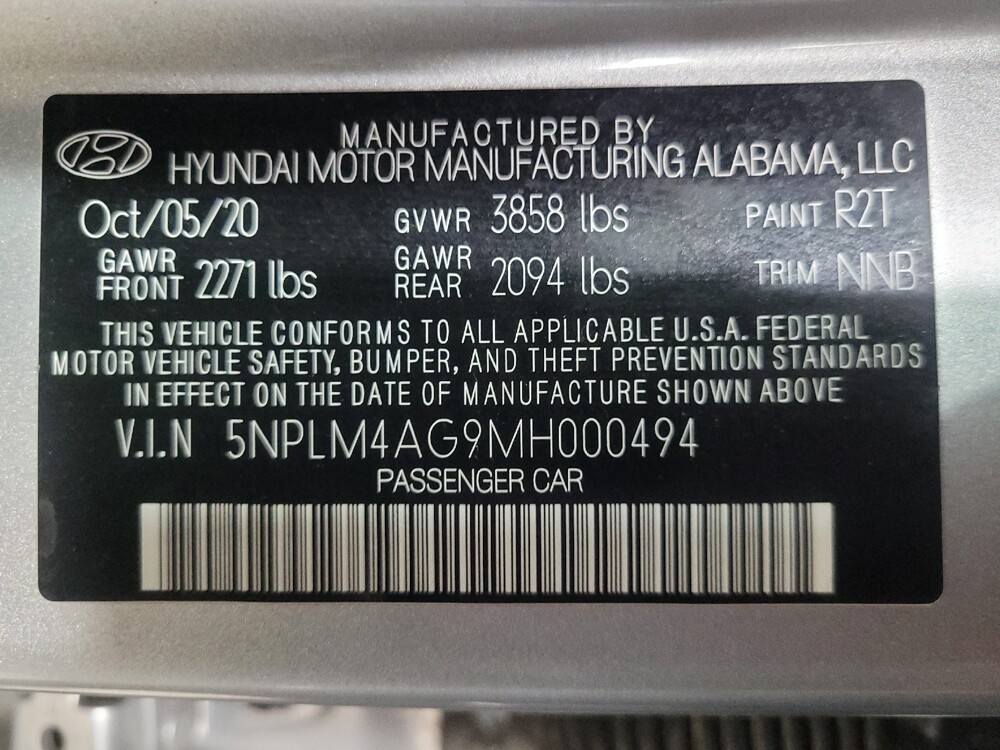 MANUFACTURED BY
HYUNDAI MOTOR MANUFACTURING ALABAMA, LLC
Oct/05/20 GVWR 3858 lbs PAINT R2T
GAWR FRONT 2271 lbs GAWR REAR 2094 lbs TRIM NNB
THIS VEHICLE CONFORMS TO ALL APPLICABLE U.S.A. FEDERAL
MOTOR VEHICLE SAFETY, BUMPER, AND THEFT PREVENTION STANDARDS
IN EFFECT ON THE DATE OF MANUFACTURE SHOWN ABOVE
V.I.N 5NPLM4AG9MH000494
PASSENGER CAR